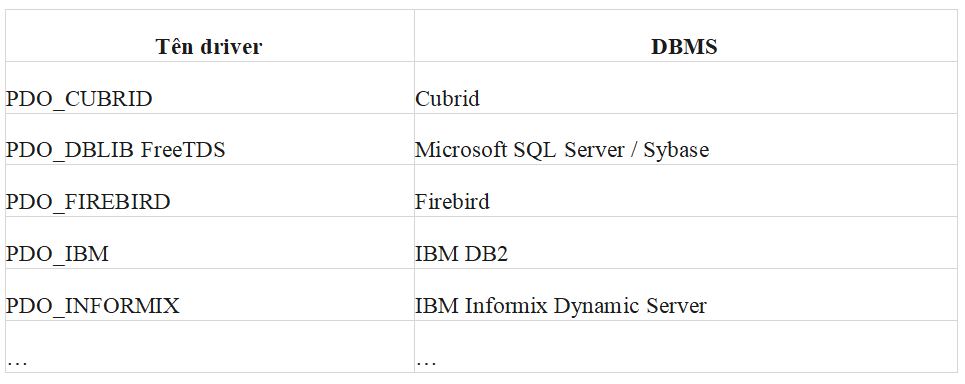 Tên driver DBMS
PDO_CUBRID Cubrid
PDO_DBLIB FreeTDS Microsoft SQL Server / Sybase
PDO_FIREBIRD Firebird
PDO_IBM IBM DB2
PDO_INFORMIX IBM Informix Dynamic Server
… …